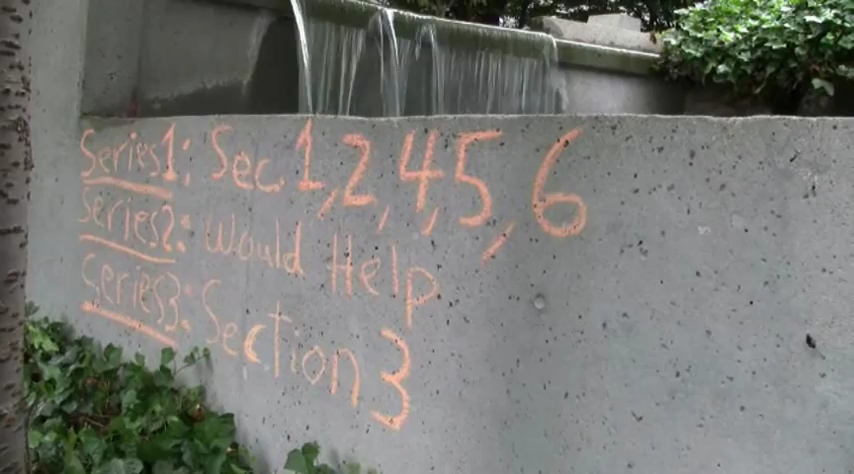 Series1: Sec. 1, 2, 4, 5, 6
Series2: Would Help
Series3: Section 3